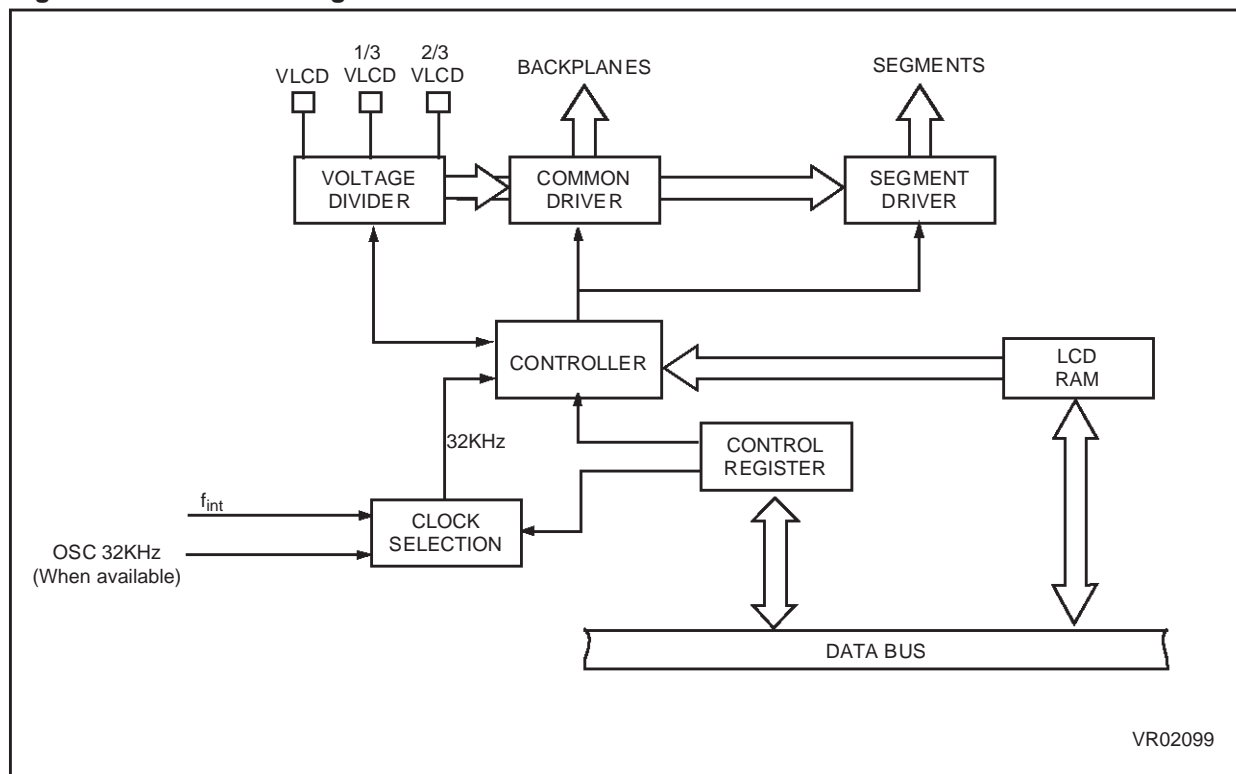 1/3
2/3
VLCD
VLCD
VLCD
BACKPLANES
SEGMENTS
VOLTAGE
DIVIDER
COMMON
DRIVER
SEGMENT
DRIVER
CONTROLLER
LCD
RAM
32KHz
CONTROL
REGISTER
f_int
CLOCK
SELECTION
OSC 32KHz
(When available)
DATA BUS
VR02099